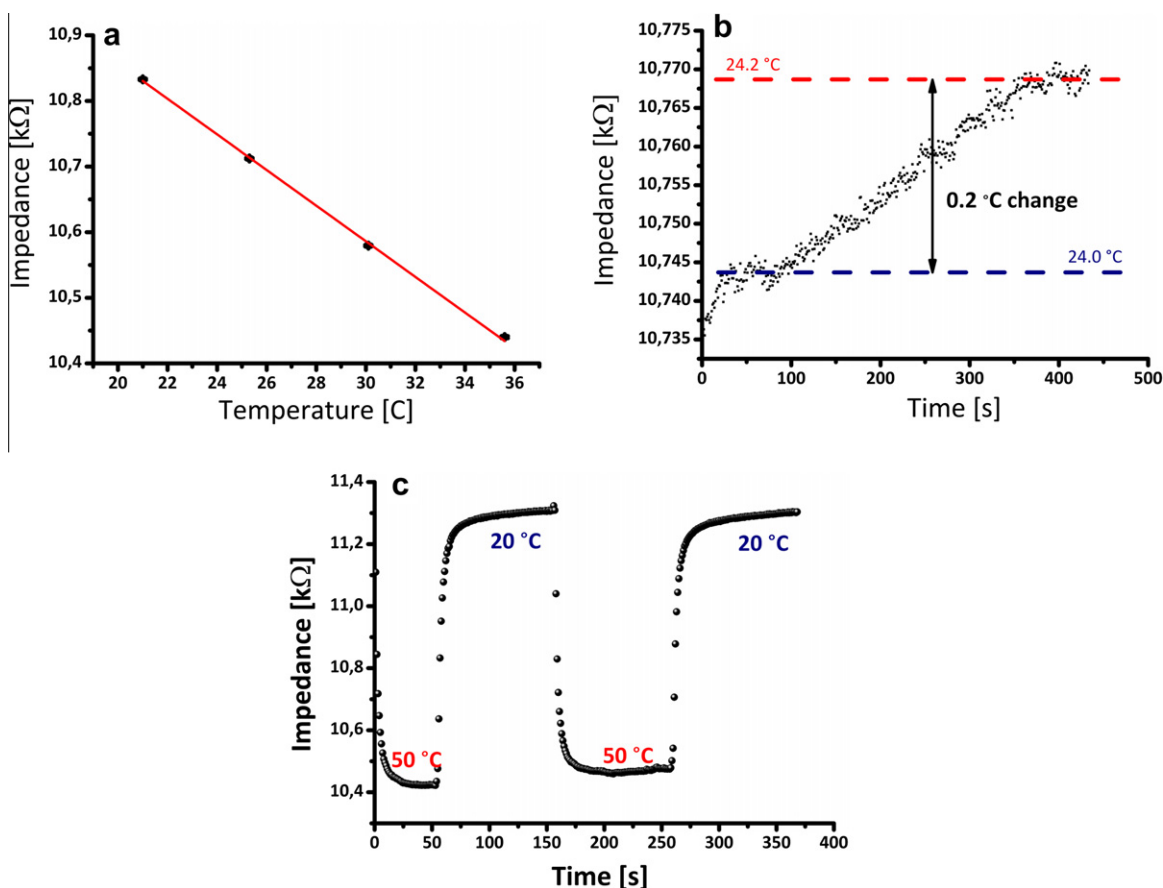 a
10,9
10,8
10,7
10,6
10,5
10,4
Impedance [kΩ]
20 22 24 26 28 30 32 34 36
Temperature [C]
b
10,775
10,770
10,765
10,760
10,755
10,750
10,745
10,740
10,735
Impedance [kΩ]
24.2 °C
0.2 °C change
24.0 °C
0 100 200 300 400 500
Time [s]
c
11,4
11,2
11,0
10,8
10,6
10,4
Impedance [kΩ]
20 °C 20 °C
50 °C 50 °C
0 50 100 150 200 250 300 350 400
Time [s]